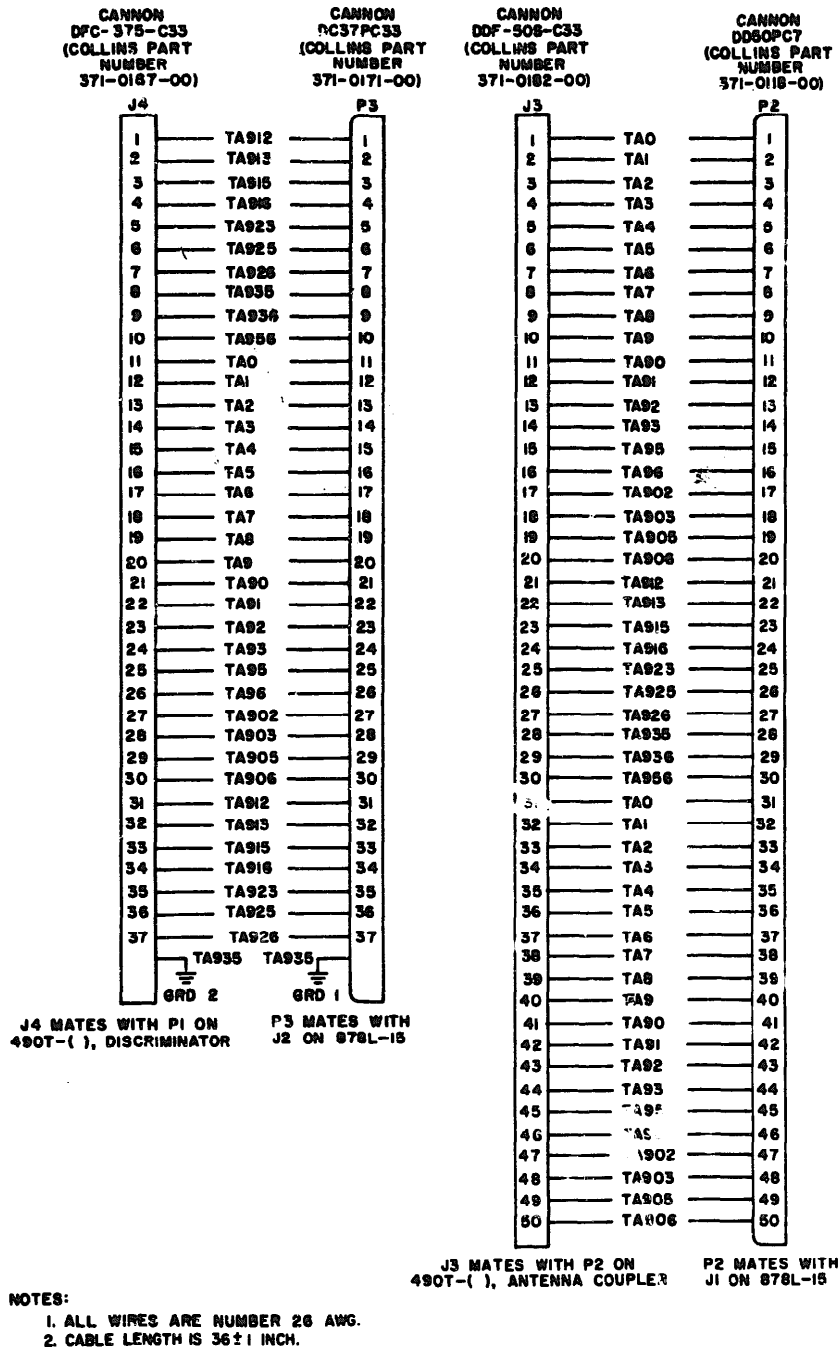 CANNON
DFC-375-C33
(COLLINS PART
NUMBER
371-0167-00)
CANNON
DC37PC33
(COLLINS PART
NUMBER
371-0171-00)
J4
P3
1 TA912 1
2 TA913 2
3 TA915 3
4 TA916 4
5 TA923 5
6 TA925 6
7 TA926 7
8 TA935 8
9 TA936 9
10 TA956 10
11 TA0 11
12 TA1 12
13 TA2 13
14 TA3 14
15 TA4 15
16 TA5 16
17 TA6 17
18 TA7 18
19 TA8 19
20 TA9 20
21 TA90 21
22 TA91 22
23 TA92 23
24 TA93 24
25 TA95 25
26 TA96 26
27 TA902 27
28 TA903 28
29 TA905 29
30 TA906 30
31 TA912 31
32 TA913 32
33 TA915 33
34 TA916 34
35 TA923 35
36 TA925 36
37 TA926 37
TA935 TA935
GRD 2 GRD 1
J4 MATES WITH P1 ON
490T-( ), DISCRIMINATOR
P3 MATES WITH
J2 ON 878L-15
CANNON
DDF-50S-C33
(COLLINS PART
NUMBER
371-0182-00)
CANNON
DD50PC7
(COLLINS PART
NUMBER
371-0118-00)
J3
P2
1 TA0 1
2 TA1 2
3 TA2 3
4 TA3 4
5 TA4 5
6 TA5 6
7 TA6 7
8 TA7 8
9 TA8 9
10 TA9 10
11 TA90 11
12 TA91 12
13 TA92 13
14 TA93 14
15 TA95 15
16 TA96 16
17 TA902 17
18 TA903 18
19 TA905 19
20 TA906 20
21 TA912 21
22 TA913 22
23 TA915 23
24 TA916 24
25 TA923 25
26 TA925 26
27 TA926 27
28 TA935 28
29 TA936 29
30 TA956 30
31 TA0 31
32 TA1 32
33 TA2 33
34 TA3 34
35 TA4 35
36 TA5 36
37 TA6 37
38 TA7 38
39 TA8 39
40 TA9 40
41 TA90 41
42 TA91 42
43 TA92 43
44 TA93 44
45 45
46 46
47 47
48 TA903 48
49 TA905 49
50 TA906 50
J3 MATES WITH P2 ON
490T-( ), ANTENNA COUPLER
P2 MATES WITH
J1 ON 878L-15
NOTES:
1. ALL WIRES ARE NUMBER 26 AWG.
2. CABLE LENGTH IS 36±1 INCH.